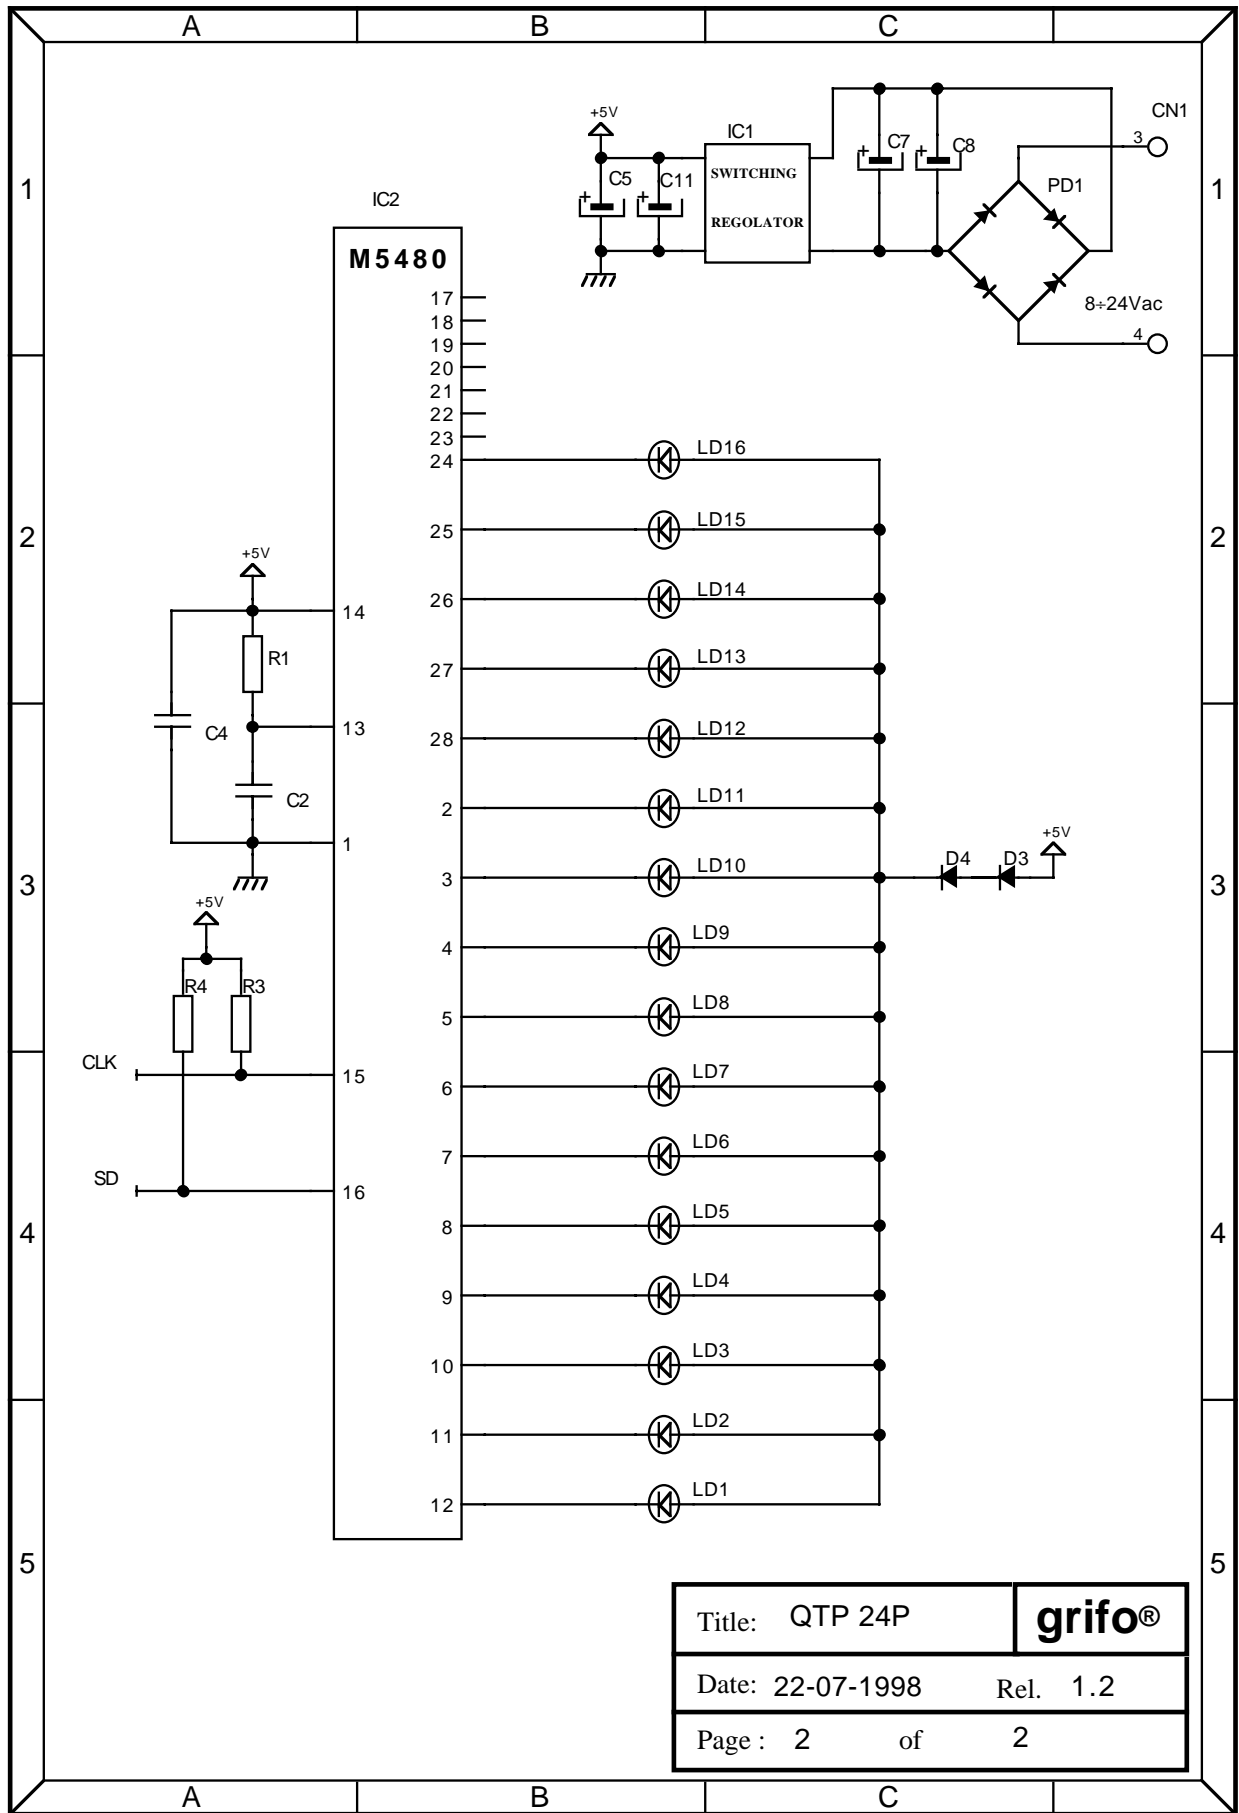 A B C
+5V
IC1
CN1
C7 C8
3
SWITCHING
C5 C11
PD1
1 1
IC2
REGOLATOR
M5480
8÷24Vac
17
18
4
19
20
21
22
23
24 LD16
25 LD15
2 2
+5V
26 LD14
14
R1
27 LD13
C4 13
28 LD12
C2
2 LD11
1
+5V
3 LD10 D4 D3
3 3
+5V
4 LD9
R4 R3
5 LD8
CLK 15
6 LD7
7 LD6
SD 16
8 LD5
4 4
9 LD4
10 LD3
11 LD2
12 LD1
5 5
Title: QTP 24P grifo®
Date: 22-07-1998 Rel. 1.2
Page : 2 of 2
A B C